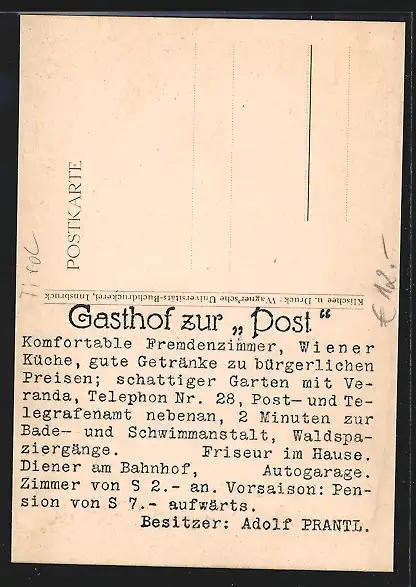 POSTKARTE
Tirol
Klischee u. Druck: Wagner'sche Universitäts-Buchdruckerei, Innsbruck
Gasthof zur „Post“
Komfortable Fremdenzimmer, Wiener
Küche, gute Getränke zu bürgerlichen
Preisen; schattiger Garten mit Ve-
randa, Telephon Nr. 28, Post- und Te-
legrafenamt nebenan, 2 Minuten zur
Bade- und Schwimmanstalt, Waldspa-
ziergänge. Friseur im Hause.
Diener am Bahnhof, Autogarage.
Zimmer von S 2.- an. Vorsaison: Pen-
sion von S 7.- aufwärts.
Besitzer: Adolf PRANTL.